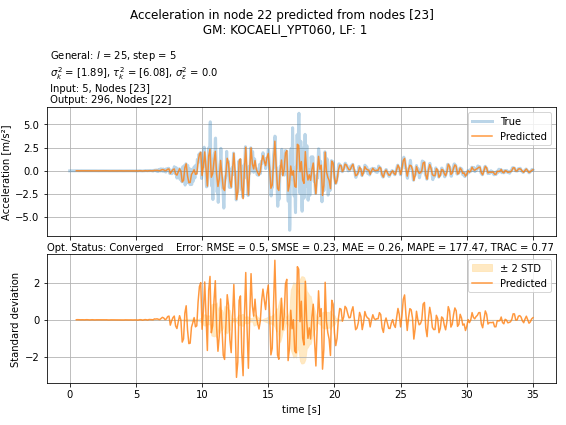 Acceleration in node 22 predicted from nodes [23]
GM: KOCAELI_YPT060, LF: 1
General: l = 25, step = 5
σ²ₖ = [1.89], τ²ₖ = [6.08], σ²ₑ = 0.0
Input: 5, Nodes [23]
Output: 296, Nodes [22]
Acceleration [m/s²]
5.0
2.5
0.0
−2.5
−5.0
True
Predicted
Opt. Status: Converged Error: RMSE = 0.5, SMSE = 0.23, MAE = 0.26, MAPE = 177.47, TRAC = 0.77
Standard deviation
2
0
−2
± 2 STD
Predicted
0 5 10 15 20 25 30 35
time [s]